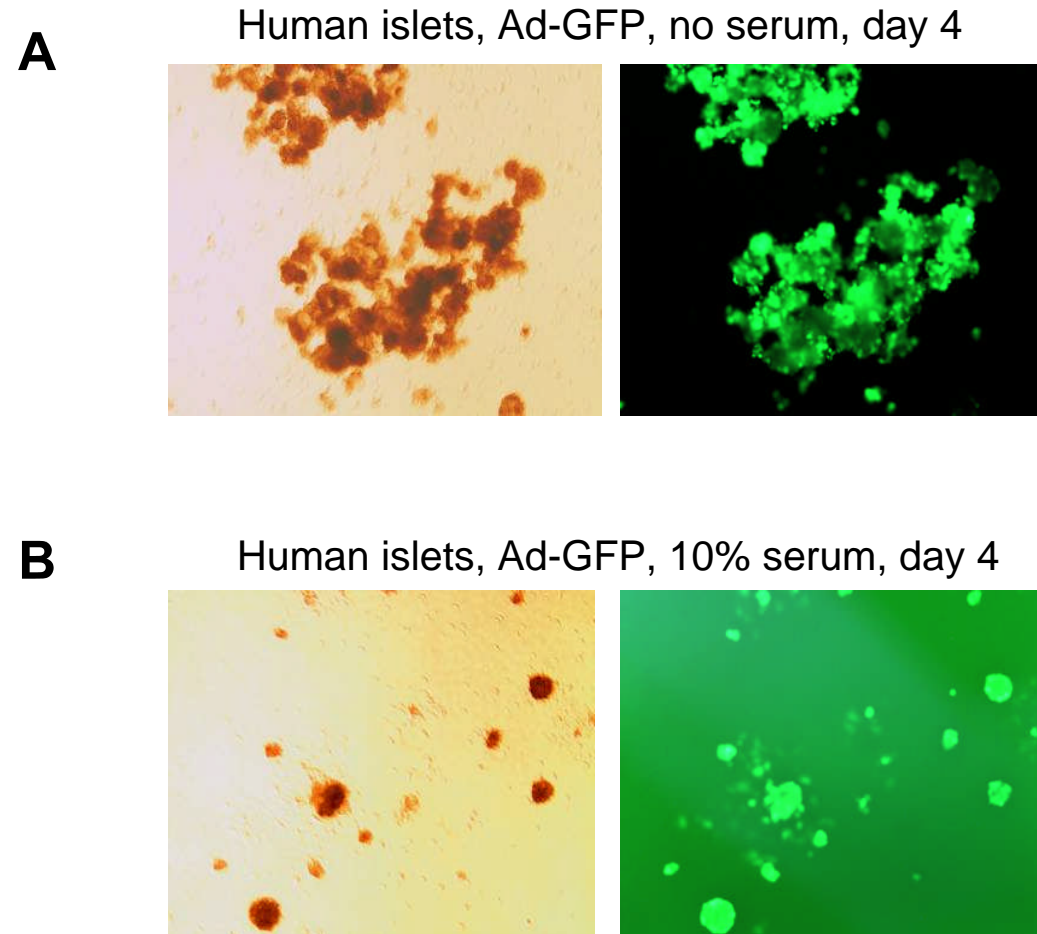 A
Human islets, Ad-GFP, no serum, day 4
B
Human islets, Ad-GFP, 10% serum, day 4